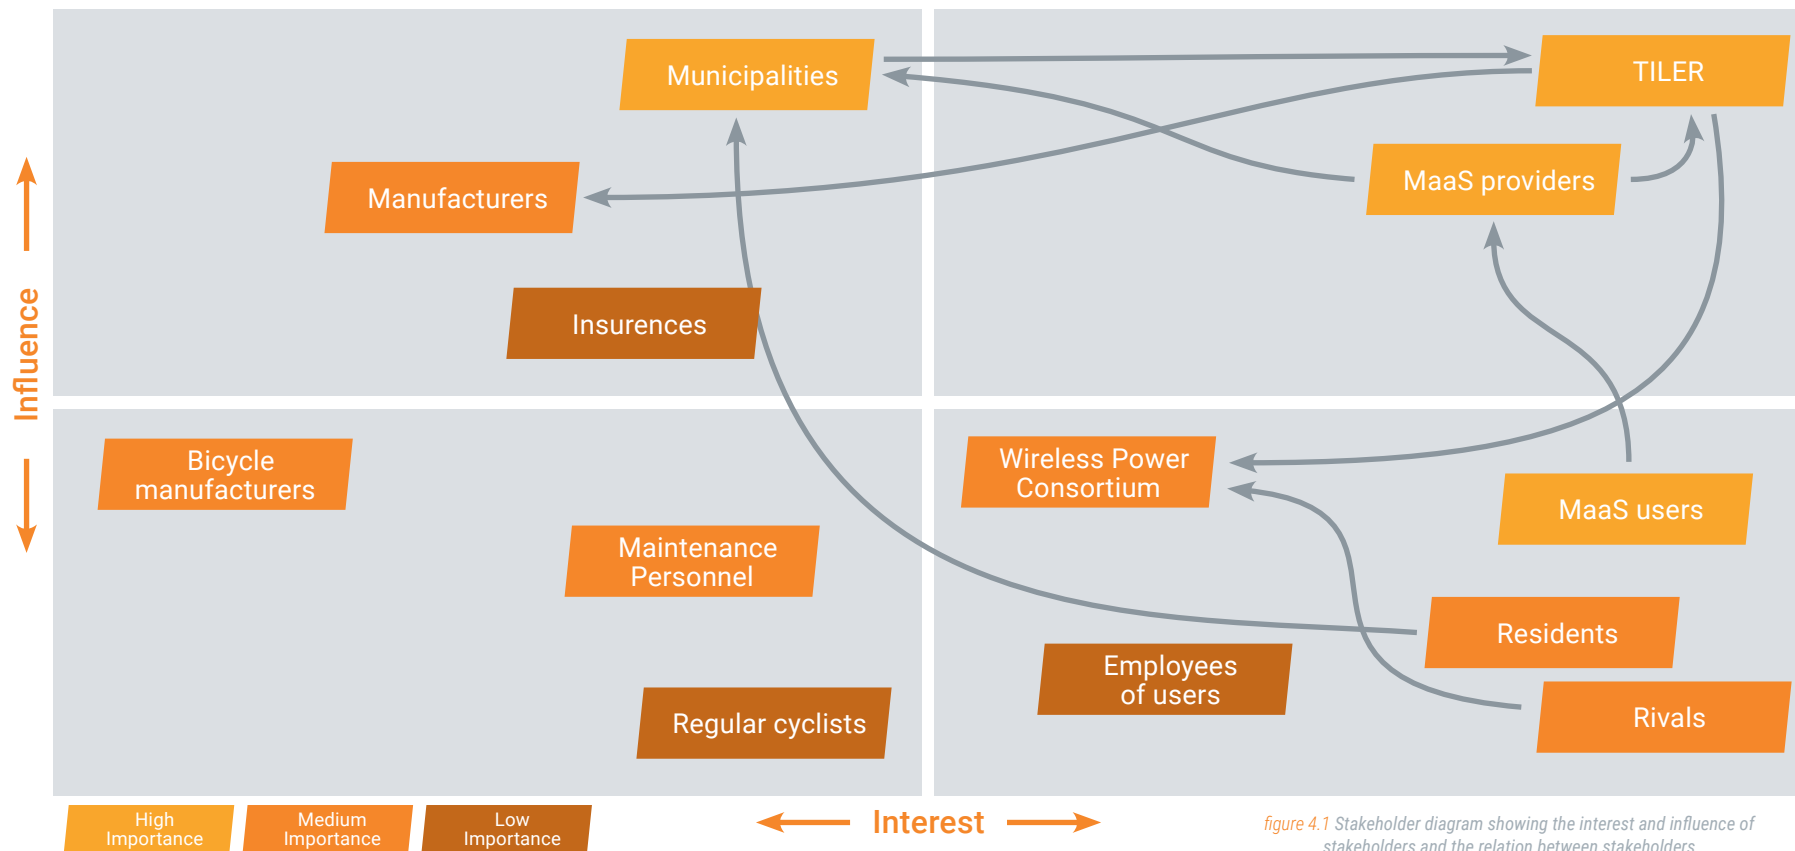 Municipalities
TILER
MaaS providers
Manufacturers
Insurences
Influence
Bicycle
manufacturers
Wireless Power
Consortium
MaaS users
Maintenance
Personnel
Residents
Employees
of users
Regular cyclists
Rivals
High
Importance
Medium
Importance
Low
Importance
Interest
figure 4.1 Stakeholder diagram showing the interest and influence of
stakeholders and the relation between stakeholders